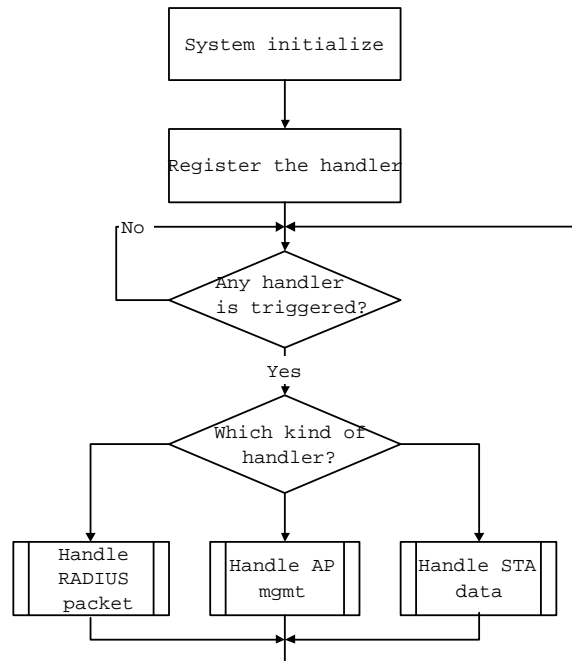 System initialize
Register the handler
No
Any handler
is triggered?
Yes
Which kind of
handler?
Handle
RADIUS
packet
Handle AP
mgmt
Handle STA
data